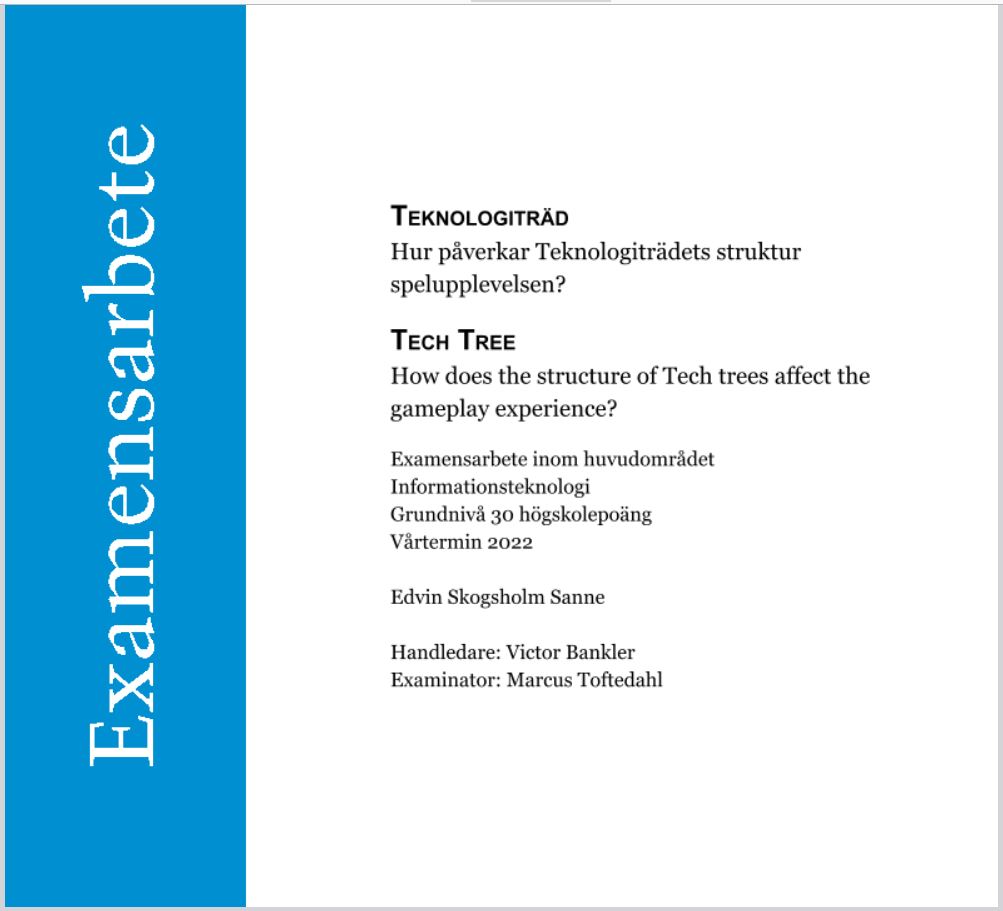 Examensarbete
TEKNOLOGITRÄD
Hur påverkar Teknologiträdets struktur
spelupplevelsen?
TECH TREE
How does the structure of Tech trees affect the
gameplay experience?
Examensarbete inom huvudområdet
Informationsteknologi
Grundnivå 30 högskolepoäng
Vårtermin 2022
Edvin Skogsholm Sanne
Handledare: Victor Bankler
Examinator: Marcus Toftedahl